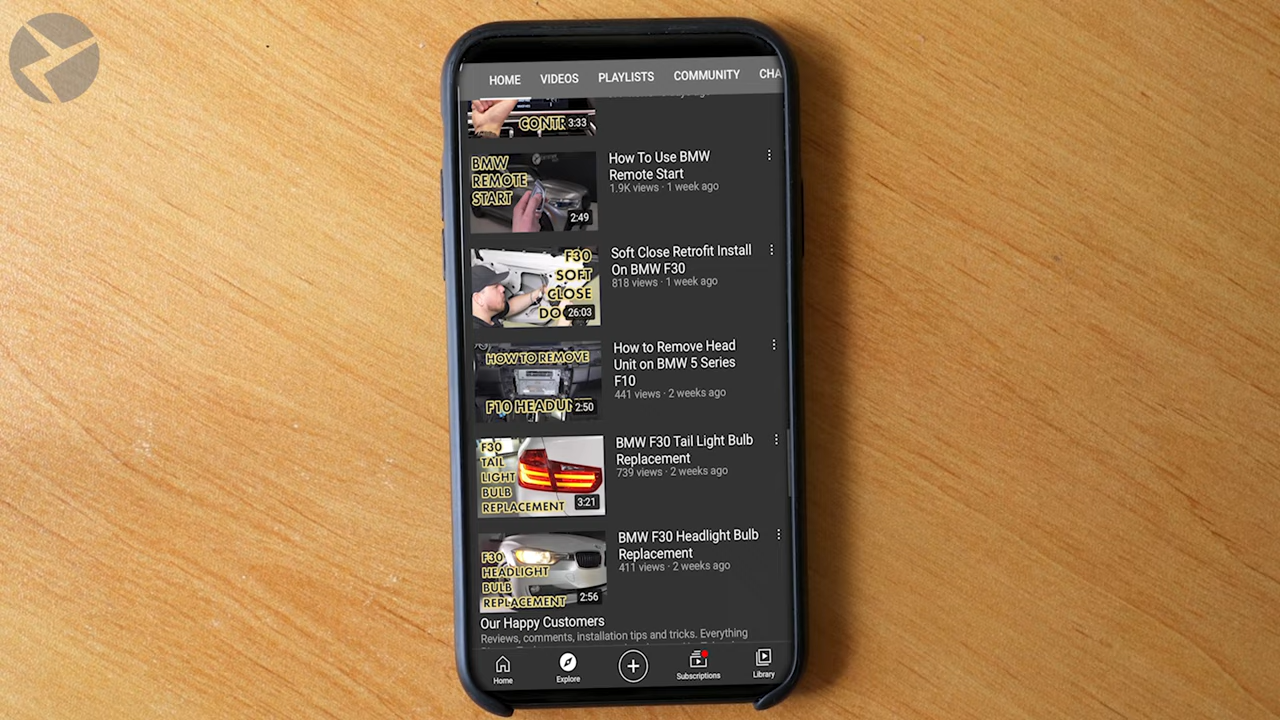 HOME VIDEOS PLAYLISTS COMMUNITY CHA
CONTR 3:33
BMW
REMOTE
START
2:49
How To Use BMW
Remote Start
1.9K views · 1 week ago
F30
SOFT
CLOSE
DO 26:03
Soft Close Retrofit Install
On BMW F30
818 views · 1 week ago
HOW TO REMOVE
F10 HEADUN 2:50
How to Remove Head
Unit on BMW 5 Series
F10
441 views · 2 weeks ago
F30
TAIL
LIGHT
BULB
REPLACEMENT
3:21
BMW F30 Tail Light Bulb
Replacement
739 views · 2 weeks ago
F30
HEADLIGHT
BULB
REPLACEMENT
2:56
BMW F30 Headlight Bulb
Replacement
411 views · 2 weeks ago
Our Happy Customers
Reviews, comments, installation tips and tricks. Everything
Home Explore Subscriptions Library